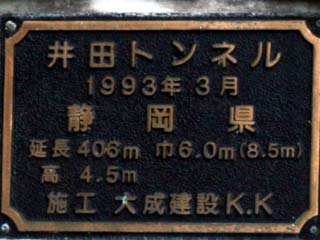 井田トンネル
1993年3月
静岡県
延長406m 巾6.0m(8.5m)
高 4.5m
施工 大成建設K.K